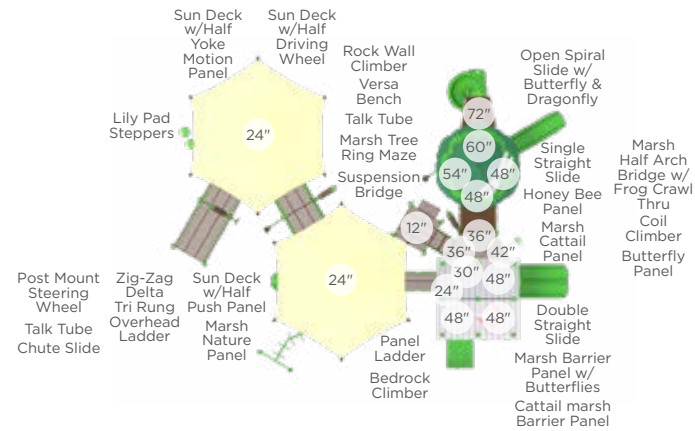 Sun Deck
w/Half
Yoke
Motion
Panel
Sun Deck
w/Half
Driving
Wheel
Rock Wall
Climber
Versa
Bench
Talk Tube
Marsh Tree
Ring Maze
Suspension
Bridge
Open Spiral
Slide w/
Butterfly &
Dragonfly
Lily Pad
Steppers
24"
72"
60"
54"
48"
48"
Single
Straight
Slide
Honey Bee
Panel
Marsh
Cattail
Panel
Marsh
Half Arch
Bridge w/
Frog Crawl
Thru
Coil
Climber
Butterfly
Panel
12"
36"
36"
42"
30"
48"
24"
48"
48"
24"
Post Mount
Steering
Wheel
Talk Tube
Chute Slide
Zig-Zag
Delta
Tri Rung
Overhead
Ladder
Sun Deck
w/Half
Push Panel
Marsh
Nature
Panel
Panel
Ladder
Bedrock
Climber
Double
Straight
Slide
Marsh Barrier
Panel w/
Butterflies
Cattail marsh
Barrier Panel